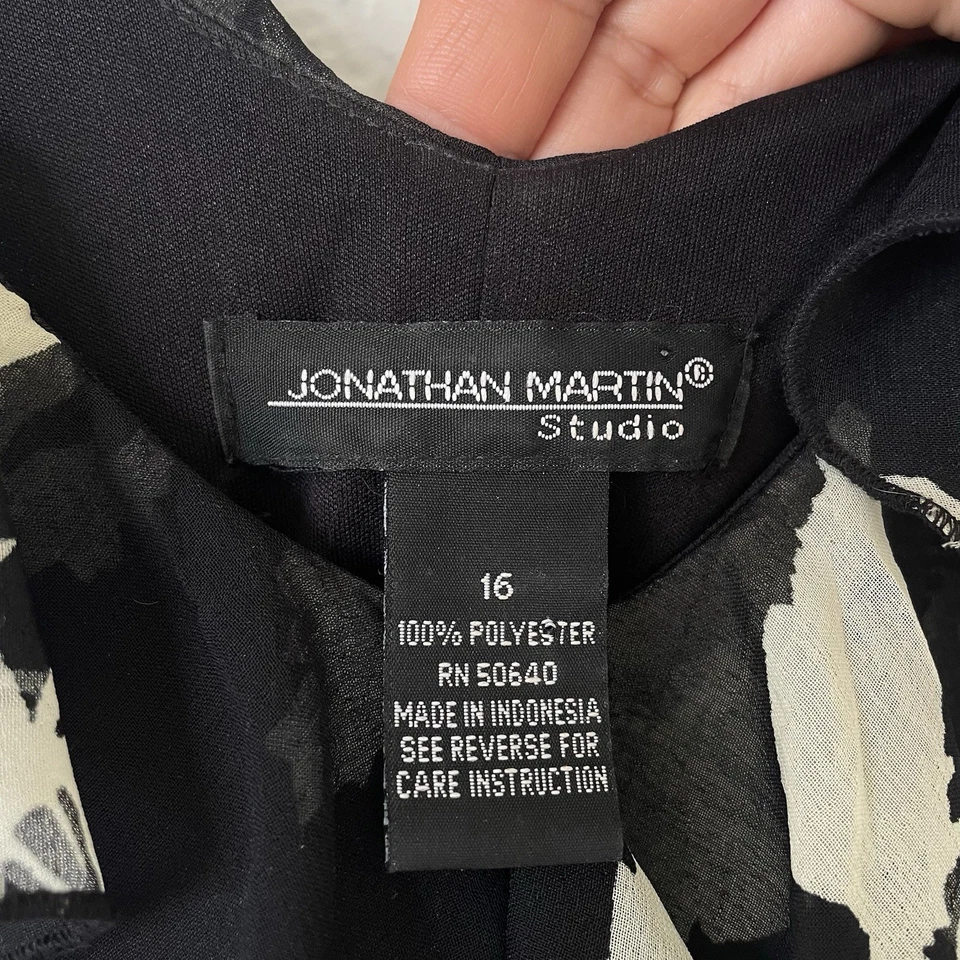 JONATHAN MARTIN®
Studio
16
100% POLYESTER
RN 50640
MADE IN INDONESIA
SEE REVERSE FOR
CARE INSTRUCTION